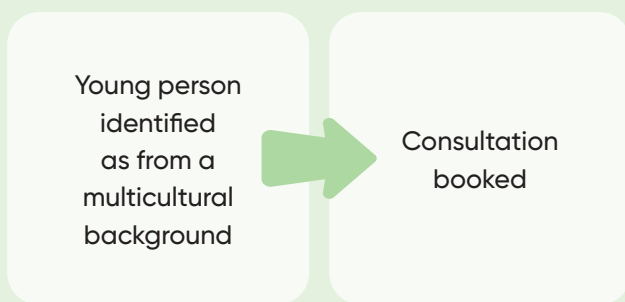 Young person
identified
as from a
multicultural
background
Consultation
booked